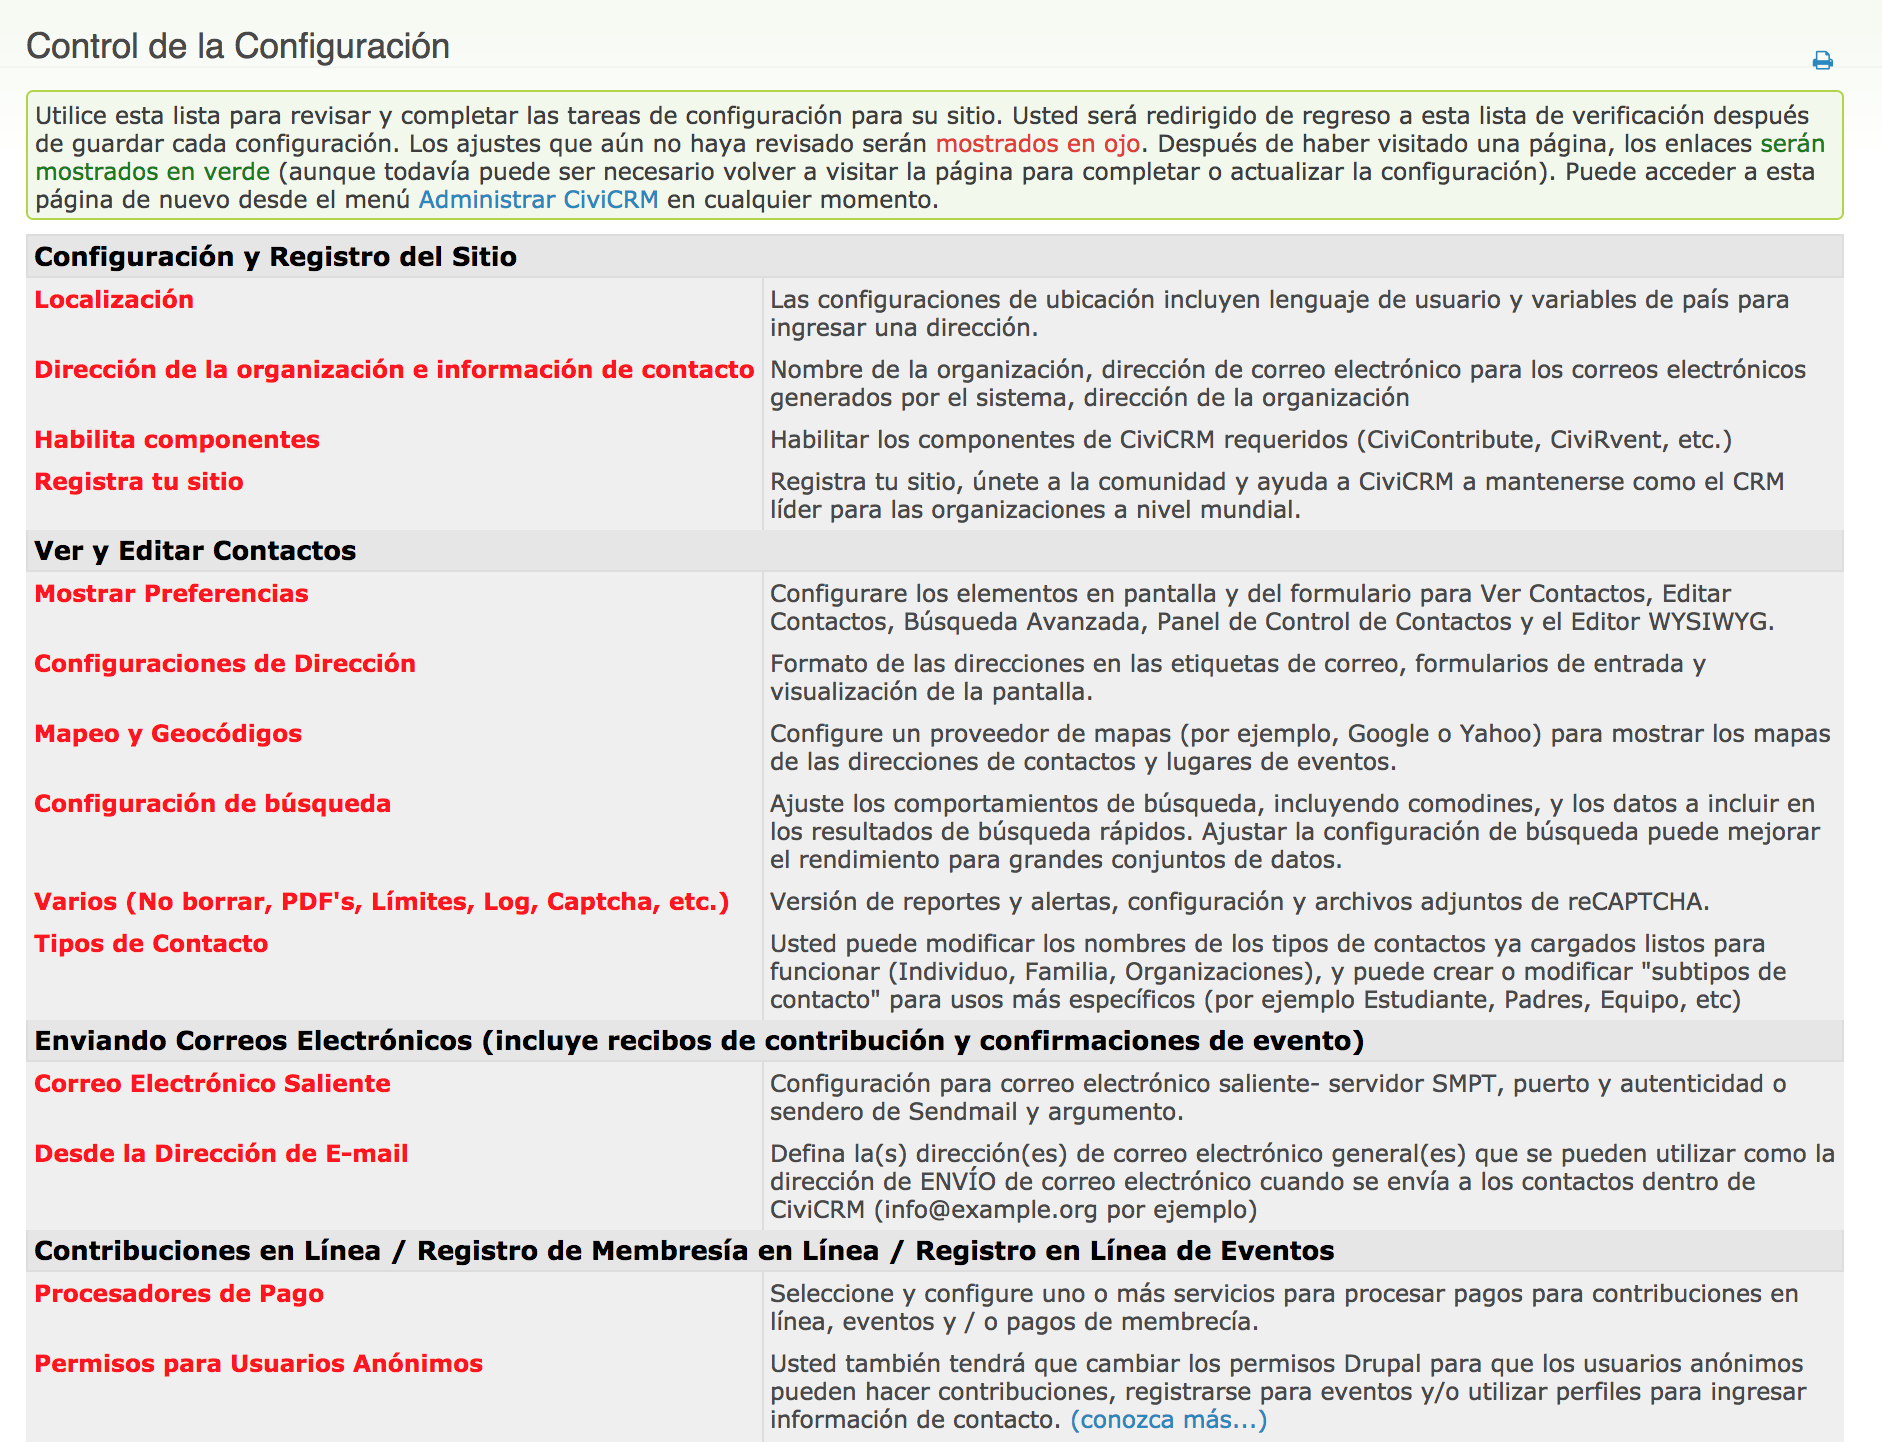 Control de la Configuración
Utilice esta lista para revisar y completar las tareas de configuración para su sitio. Usted será redirigido de regreso a esta lista de verificación después
de guardar cada configuración. Los ajustes que aún no haya revisado serán mostrados en ojo. Después de haber visitado una página, los enlaces serán
mostrados en verde (aunque todavía puede ser necesario volver a visitar la página para completar o actualizar la configuración). Puede acceder a esta
página de nuevo desde el menú Administrar CiviCRM en cualquier momento.
Configuración y Registro del Sitio
Localización
Las configuraciones de ubicación incluyen lenguaje de usuario y variables de país para
ingresar una dirección.
Dirección de la organización e información de contacto
Nombre de la organización, dirección de correo electrónico para los correos electrónicos
generados por el sistema, dirección de la organización
Habilita componentes
Habilitar los componentes de CiviCRM requeridos (CiviContribute, CiviRvent, etc.)
Registra tu sitio
Registra tu sitio, únete a la comunidad y ayuda a CiviCRM a mantenerse como el CRM
líder para las organizaciones a nivel mundial.
Ver y Editar Contactos
Mostrar Preferencias
Configurare los elementos en pantalla y del formulario para Ver Contactos, Editar
Contactos, Búsqueda Avanzada, Panel de Control de Contactos y el Editor WYSIWYG.
Configuraciones de Dirección
Formato de las direcciones en las etiquetas de correo, formularios de entrada y
visualización de la pantalla.
Mapeo y Geocódigos
Configure un proveedor de mapas (por ejemplo, Google o Yahoo) para mostrar los mapas
de las direcciones de contactos y lugares de eventos.
Configuración de búsqueda
Ajuste los comportamientos de búsqueda, incluyendo comodines, y los datos a incluir en
los resultados de búsqueda rápidos. Ajustar la configuración de búsqueda puede mejorar
el rendimiento para grandes conjuntos de datos.
Varios (No borrar, PDF's, Límites, Log, Captcha, etc.)
Versión de reportes y alertas, configuración y archivos adjuntos de reCAPTCHA.
Tipos de Contacto
Usted puede modificar los nombres de los tipos de contactos ya cargados listos para
funcionar (Individuo, Familia, Organizaciones), y puede crear o modificar "subtipos de
contacto" para usos más específicos (por ejemplo Estudiante, Padres, Equipo, etc)
Enviando Correos Electrónicos (incluye recibos de contribución y confirmaciones de evento)
Correo Electrónico Saliente
Configuración para correo electrónico saliente- servidor SMPT, puerto y autenticidad o
sendero de Sendmail y argumento.
Desde la Dirección de E-mail
Defina la(s) dirección(es) de correo electrónico general(es) que se pueden utilizar como la
dirección de ENVÍO de correo electrónico cuando se envía a los contactos dentro de
CiviCRM (info@example.org por ejemplo)
Contribuciones en Línea / Registro de Membresía en Línea / Registro en Línea de Eventos
Procesadores de Pago
Seleccione y configure uno o más servicios para procesar pagos para contribuciones en
línea, eventos y / o pagos de membrecía.
Permisos para Usuarios Anónimos
Usted también tendrá que cambiar los permisos Drupal para que los usuarios anónimos
pueden hacer contribuciones, registrarse para eventos y/o utilizar perfiles para ingresar
información de contacto. (conozca más...)